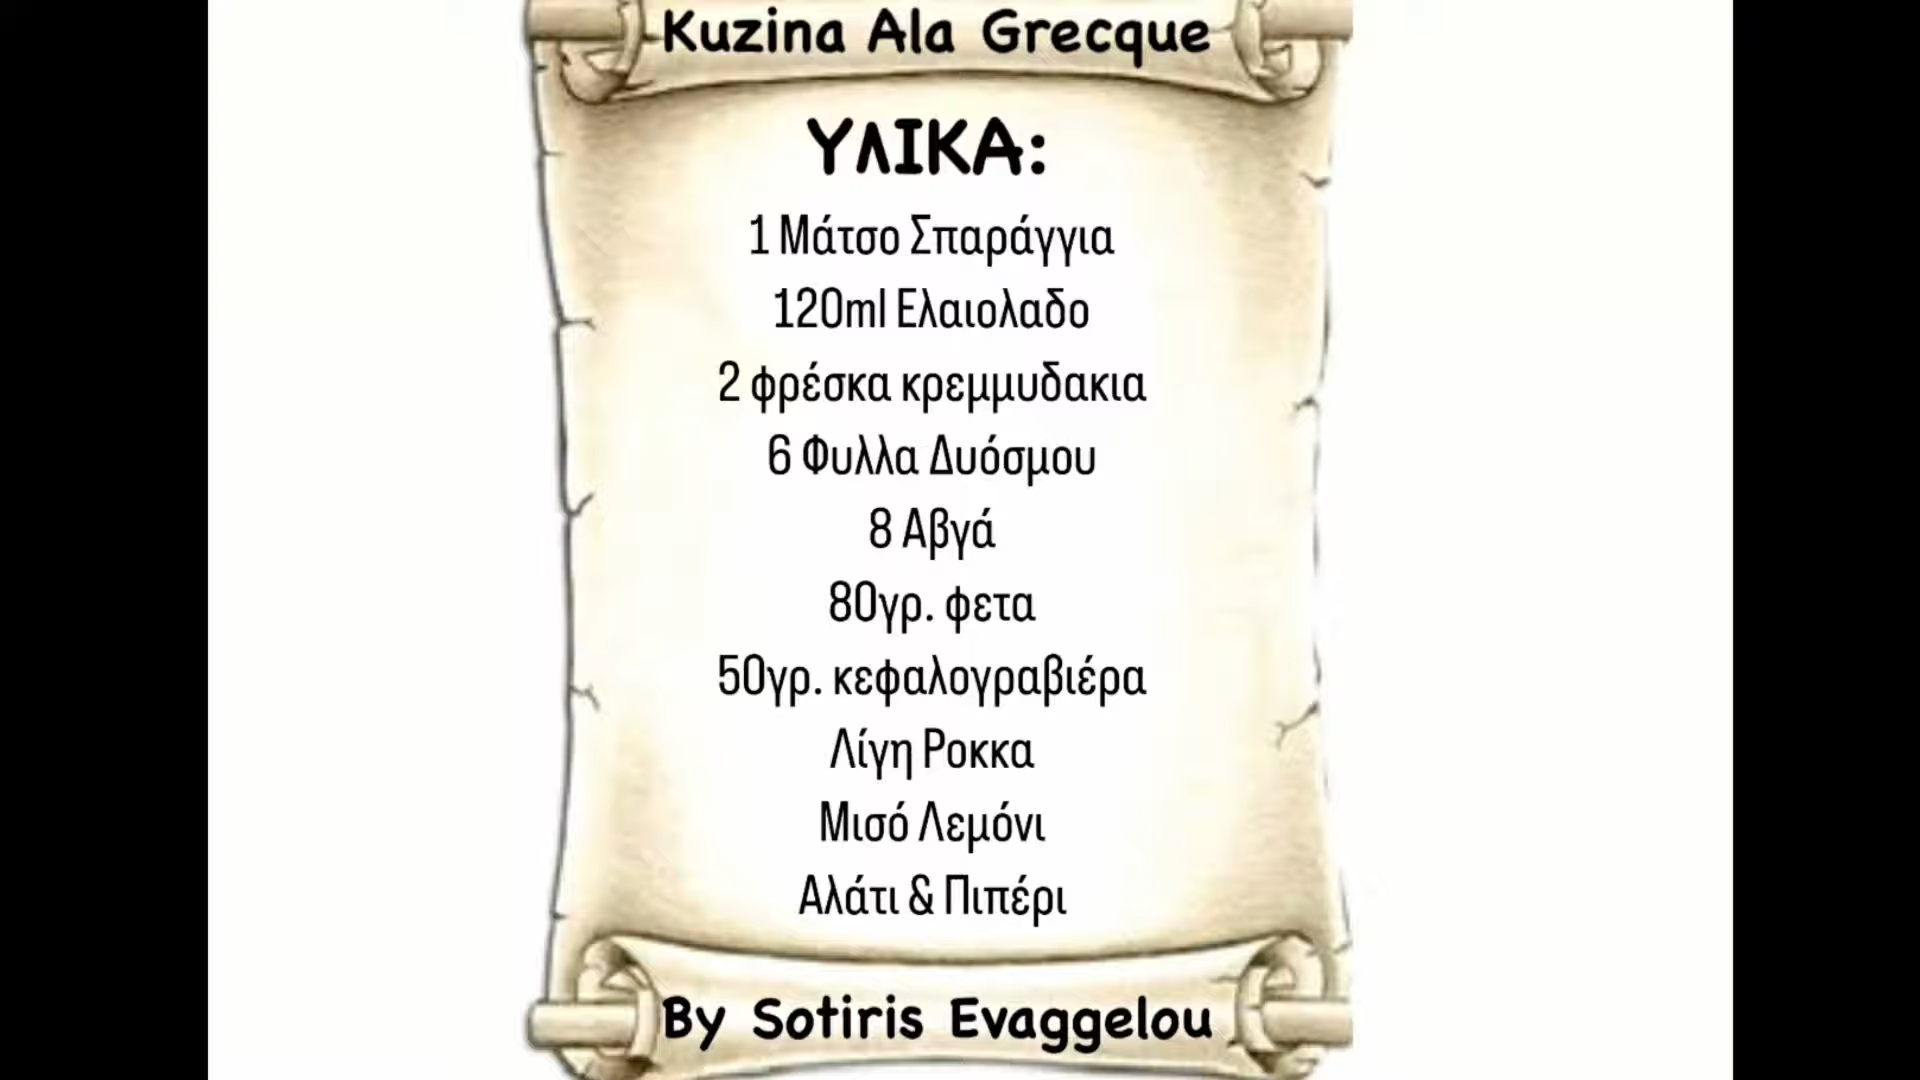 Kuzina Ala Grecque
ΥΛΙΚΑ:
1 Μάτσο Σπαράγγια
120ml Ελαιολαδο
2 φρέσκα κρεμμυδακια
6 Φυλλα Δυόσμου
8 Αβγά
80γρ. φετα
50γρ. κεφαλογραβιέρα
Λίγη Ροκκα
Μισό Λεμόνι
Αλάτι & Πιπέρι
By Sotiris Evaggelou